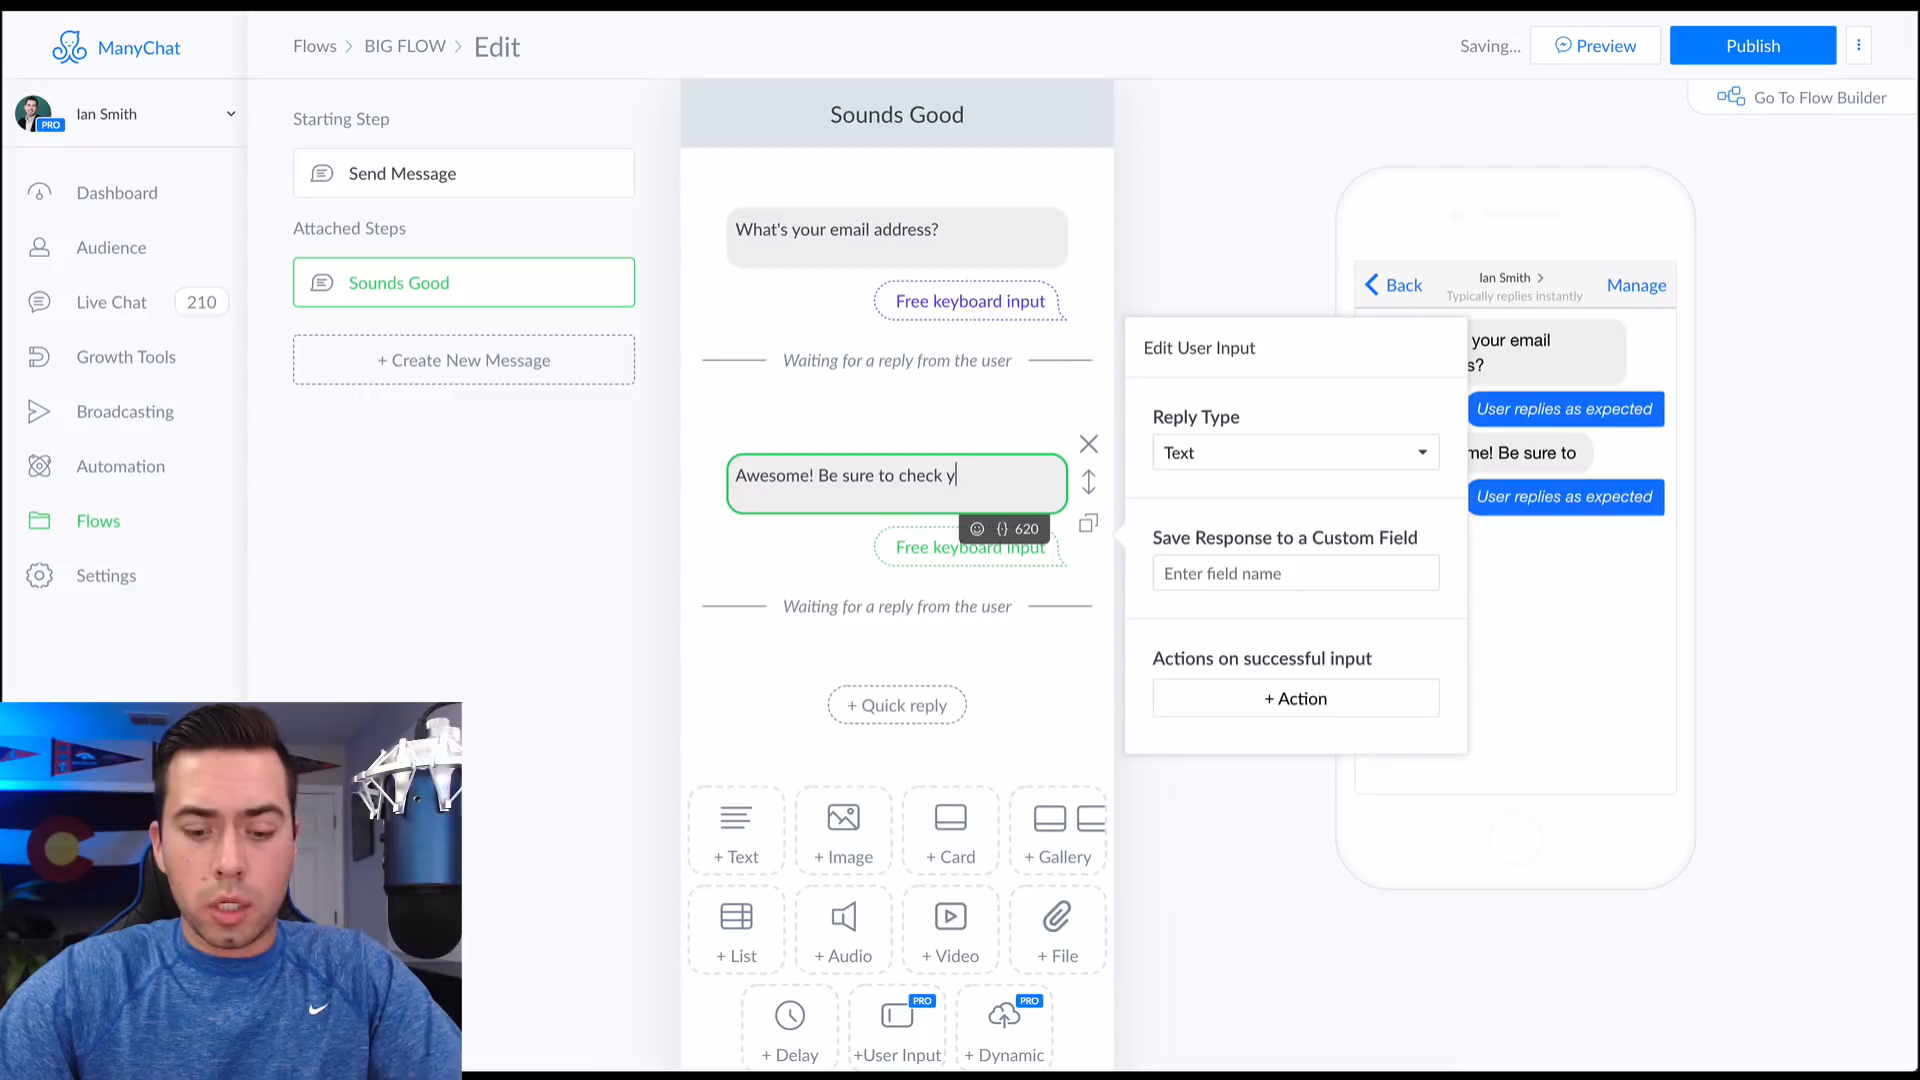 ManyChat
Flows > BIG FLOW > Edit
Saving...
Preview
Publish
Go To Flow Builder
PRO
Ian Smith
Dashboard
Audience
Live Chat 210
Growth Tools
Broadcasting
Automation
Flows
Settings
Starting Step
Send Message
Attached Steps
Sounds Good
+ Create New Message
Sounds Good
What's your email address?
Free keyboard input
Waiting for a reply from the user
Awesome! Be sure to check y
{} 620
Free keyboard input
Waiting for a reply from the user
+ Quick reply
+ Text
+ Image
+ Card
+ Gallery
+ List
+ Audio
+ Video
+ File
+ Delay
PRO
+User Input
PRO
+ Dynamic
Edit User Input
Reply Type
Text
Save Response to a Custom Field
Enter field name
Actions on successful input
+ Action
Back
Ian Smith >
Typically replies instantly
Manage
your email
s?
User replies as expected
me! Be sure to
User replies as expected